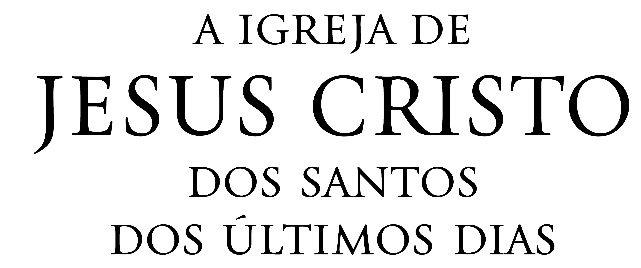 A IGREJA DE
JESUS CRISTO
DOS SANTOS
DOS ÚLTIMOS DIAS